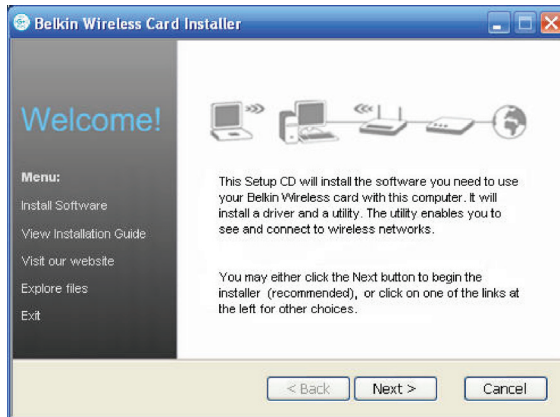 Belkin Wireless Card Installer
Welcome!
Menu:
Install Software
View Installation Guide
Visit our website
Explore files
Exit
This Setup CD will install the software you need to use
your Belkin Wireless card with this computer. It will
install a driver and a utility. The utility enables you to
see and connect to wireless networks.
You may either click the Next button to begin the
installer (recommended), or click on one of the links at
the left for other choices.
< Back
Next >
Cancel